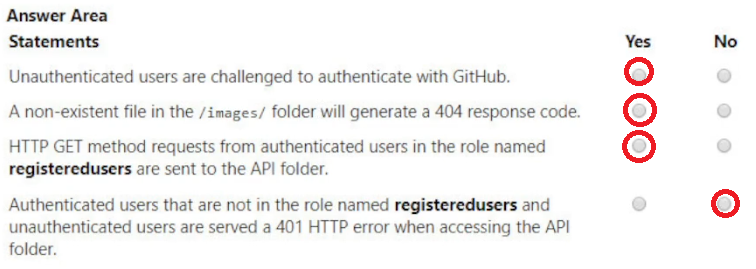 Answer Area
Statements Yes No
Unauthenticated users are challenged to authenticate with GitHub.
A non-existent file in the /images/ folder will generate a 404 response code.
HTTP GET method requests from authenticated users in the role named
registeredusers are sent to the API folder.
Authenticated users that are not in the role named registeredusers and
unauthenticated users are served a 401 HTTP error when accessing the API
folder.